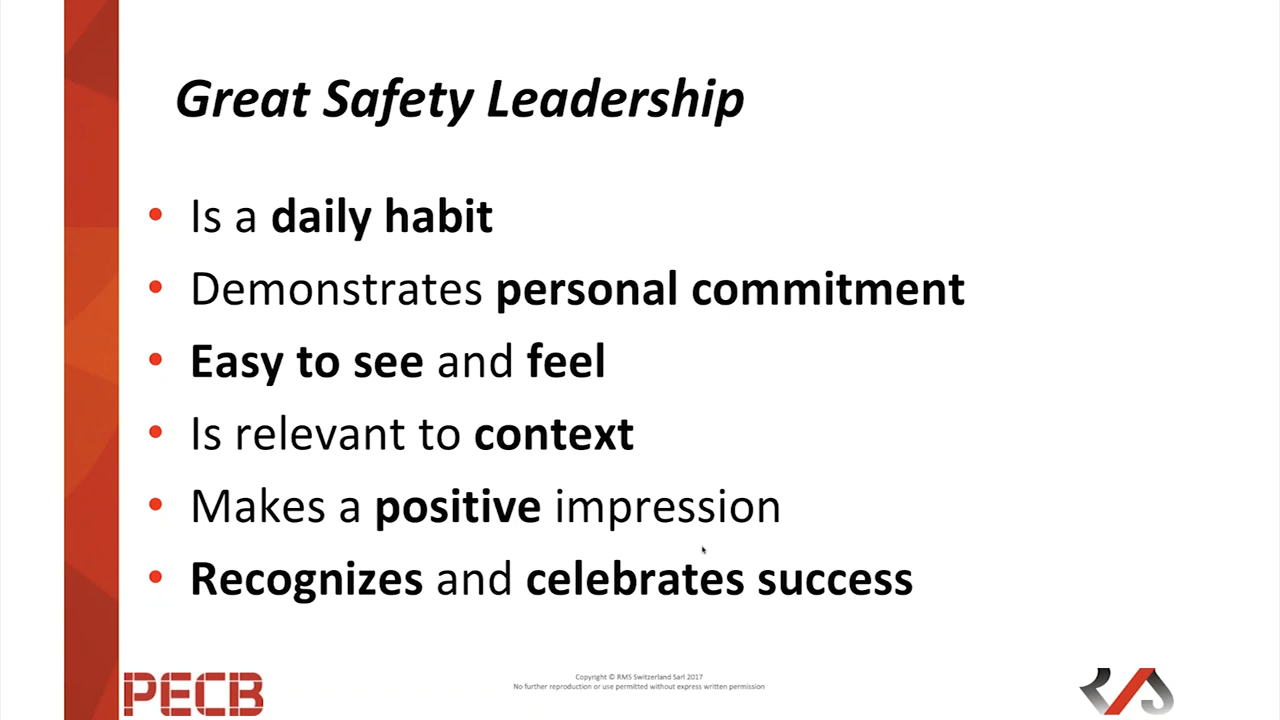 Great Safety Leadership
• Is a daily habit
• Demonstrates personal commitment
• Easy to see and feel
• Is relevant to context
• Makes a positive impression
• Recognizes and celebrates success
PECB
Copyright © RMS Switzerland Sarl 2017
No further reproduction or use permitted without express written permission
RMS